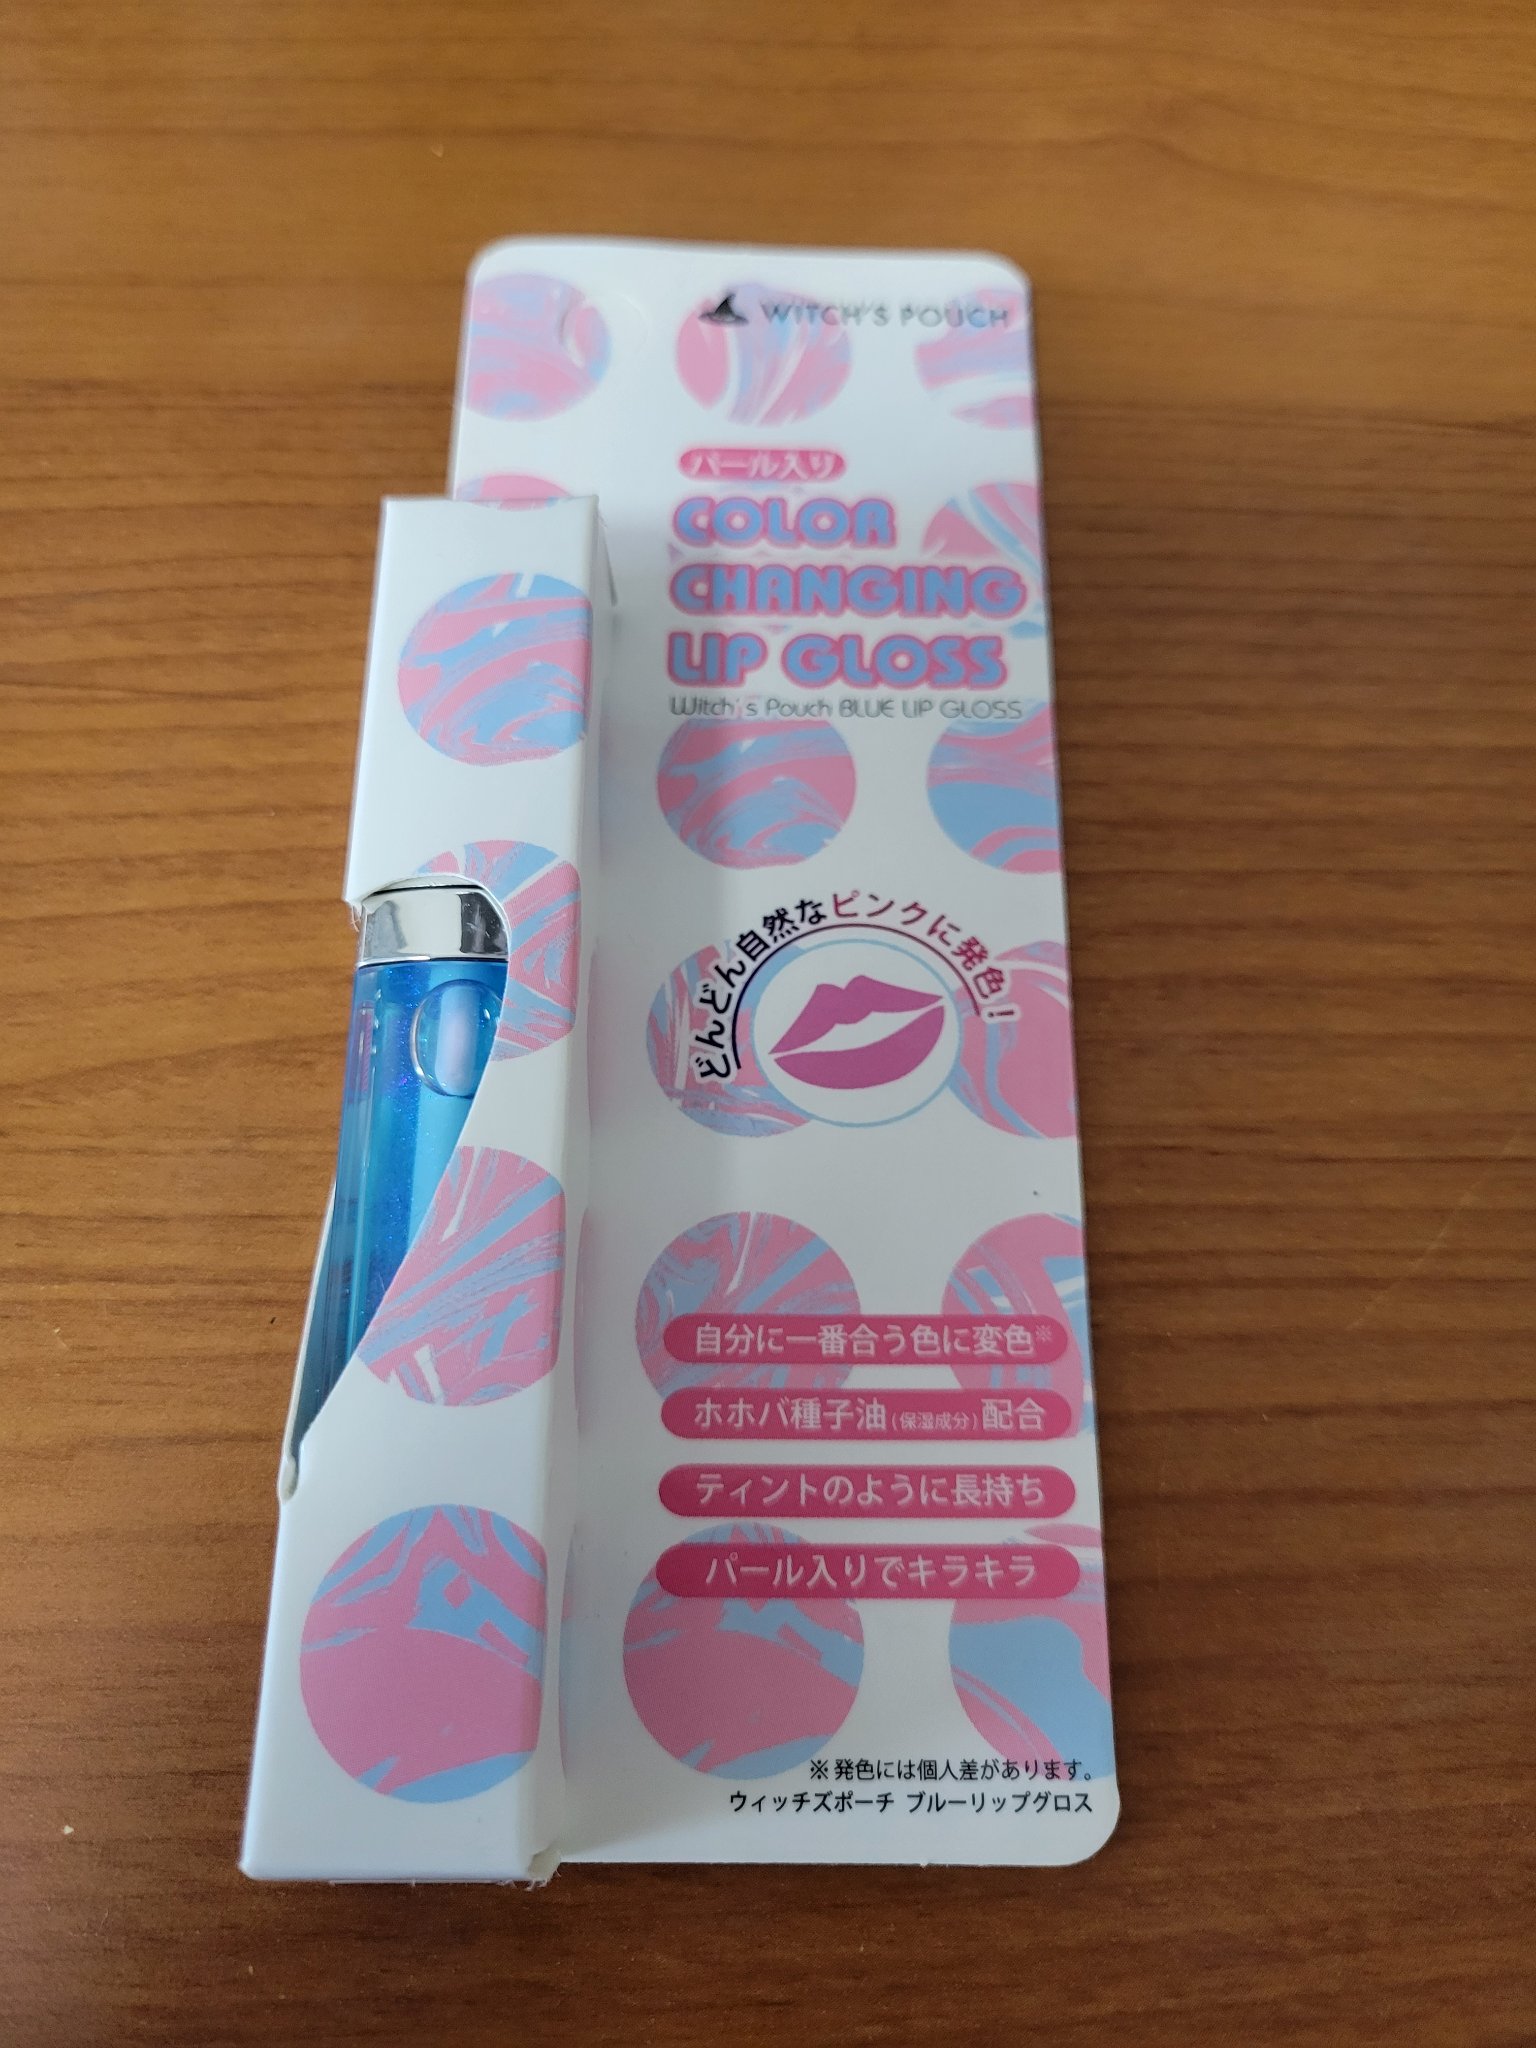 WITCH'S POUCH
パール入り
COLOR
CHANGING
LIP GLOSS
Witch's Pouch BLUE LIP GLOSS
どんどん自然なピンクに発色!
自分に一番合う色に変色※
ホホバ種子油(保湿成分)配合
ティントのように長持ち
パール入りでキラキラ
※発色には個人差があります。
ウィッチズポーチ ブルーリップグロス